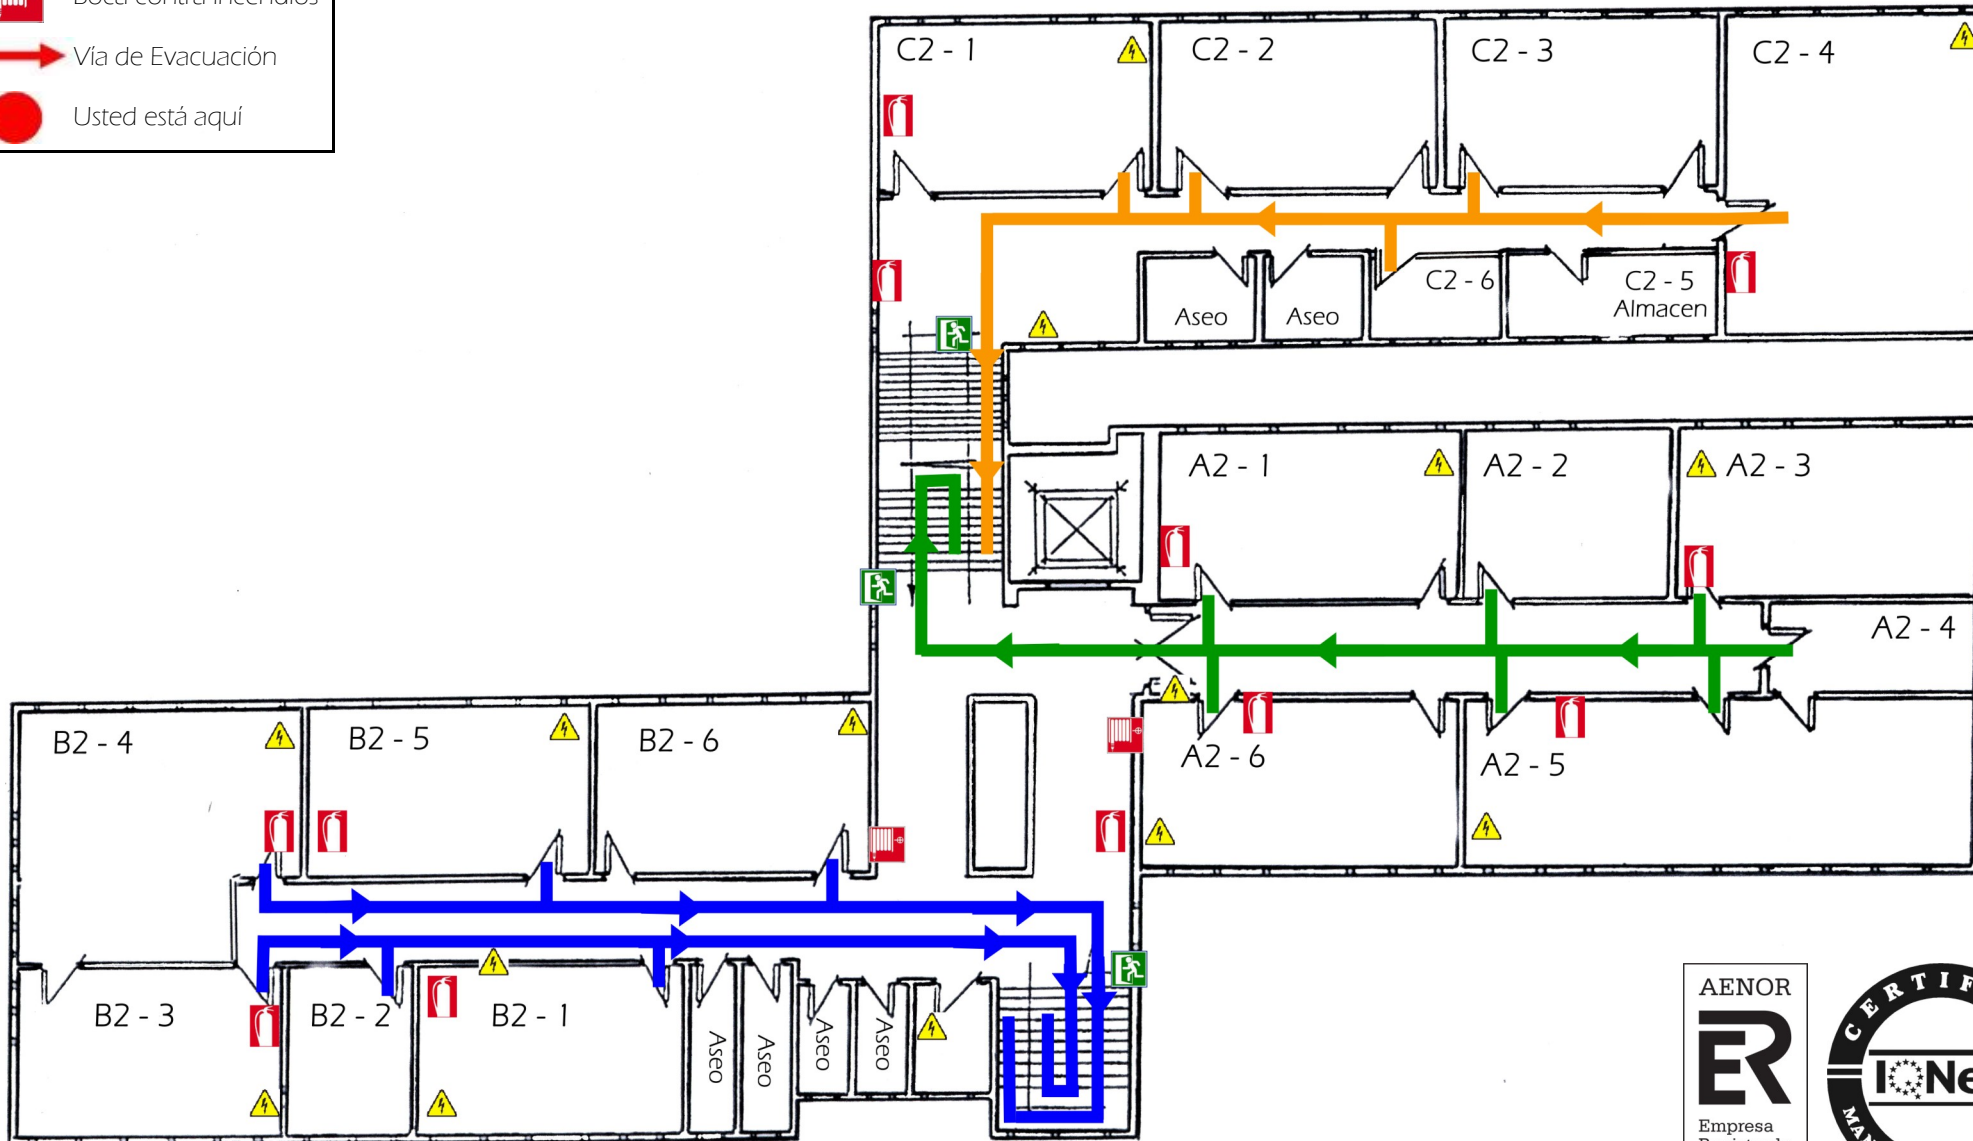 Boca contra incendios
Vía de Evacuación
Usted está aquí
C2 - 1
C2 - 2
C2 - 3
C2 - 4
Aseo
Aseo
C2 - 6
C2 - 5
Almacen
A2 - 1
A2 - 2
A2 - 3
A2 - 4
A2 - 6
A2 - 5
B2 - 4
B2 - 5
B2 - 6
B2 - 3
B2 - 2
B2 - 1
Aseo
Aseo
Aseo
Aseo
AENOR
ER
Empresa
CERTIF
IQNe
MAN